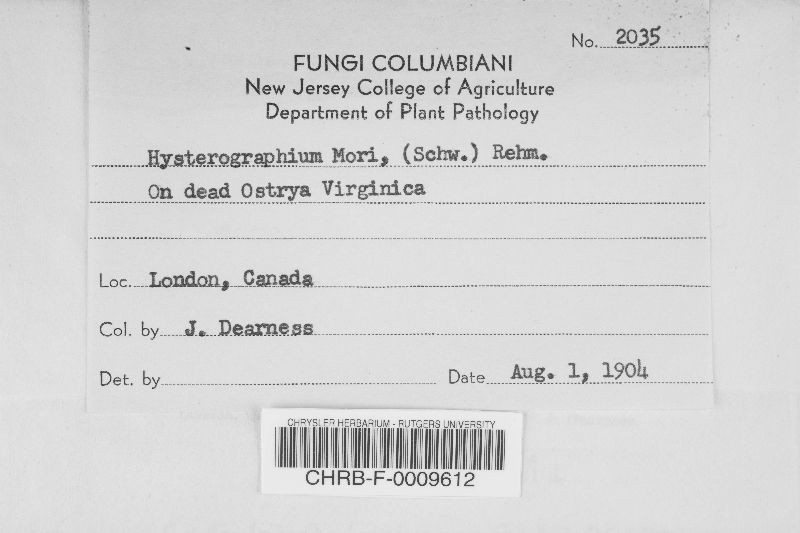 No. 2035
FUNGI COLUMBIANI
New Jersey College of Agriculture
Department of Plant Pathology
Hysterographium Mori, (Schw.) Rehm.
On dead Ostrya Virginica
Loc. London, Canada
Col. by J. Dearness
Det. by
Date Aug. 1, 1904
CHRYSLER HERBARIUM - RUTGERS UNIVERSITY
CHRB-F-0009612